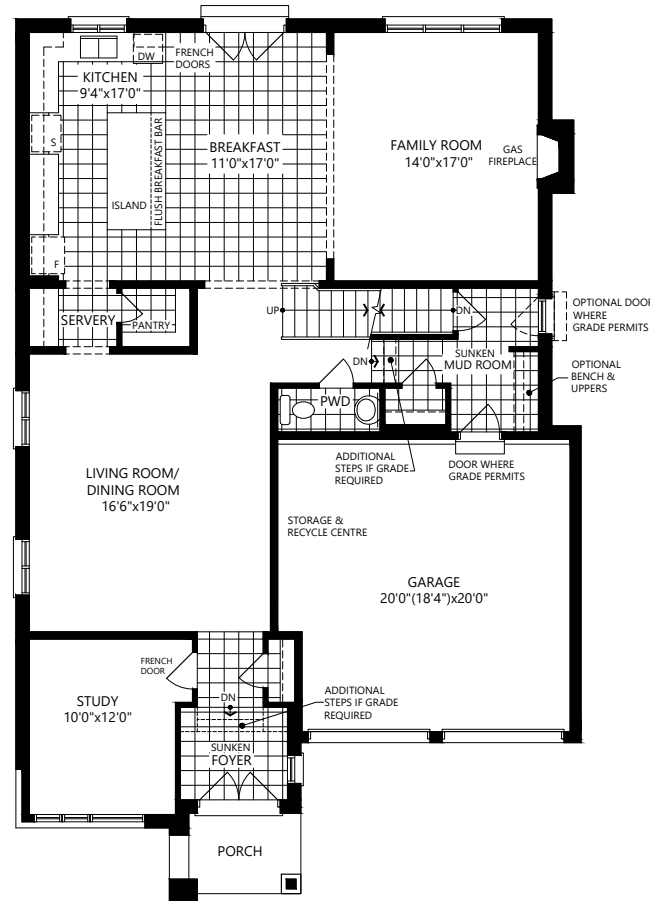 DW
FRENCH
DOORS
KITCHEN
9'4"x17'0"
S
BREAKFAST
11'0"x17'0"
FLUSH BREAKFAST BAR
ISLAND
F
FAMILY ROOM
14'0"x17'0"
GAS
FIREPLACE
UP
DN
OPTIONAL DOOR
WHERE
GRADE PERMITS
SERVERY
PANTRY
DN
SUNKEN
MUD ROOM
OPTIONAL
BENCH &
UPPERS
PWD
ADDITIONAL
STEPS IF GRADE
REQUIRED
DOOR WHERE
GRADE PERMITS
LIVING ROOM/
DINING ROOM
16'6"x19'0"
STORAGE &
RECYCLE CENTRE
GARAGE
20'0"(18'4")x20'0"
FRENCH
DOOR
STUDY
10'0"x12'0"
DN
ADDITIONAL
STEPS IF GRADE
REQUIRED
SUNKEN
FOYER
PORCH